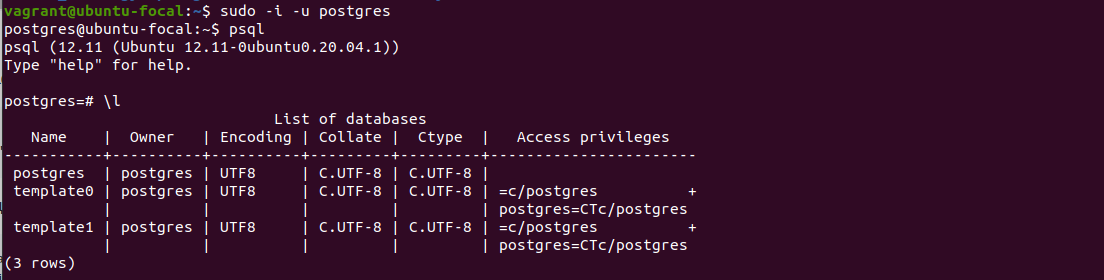 vagrant@ubuntu-focal:~$ sudo -i -u postgres
postgres@ubuntu-focal:~$ psql
psql (12.11 (Ubuntu 12.11-0ubuntu0.20.04.1))
Type "help" for help.

postgres=# \l
                              List of databases
   Name    |  Owner   | Encoding | Collate |  Ctype  |   Access privileges
-----------+----------+----------+---------+---------+-----------------------
 postgres  | postgres | UTF8     | C.UTF-8 | C.UTF-8 |
 template0 | postgres | UTF8     | C.UTF-8 | C.UTF-8 | =c/postgres          +
           |          |          |         |         | postgres=CTc/postgres
 template1 | postgres | UTF8     | C.UTF-8 | C.UTF-8 | =c/postgres          +
           |          |          |         |         | postgres=CTc/postgres
(3 rows)